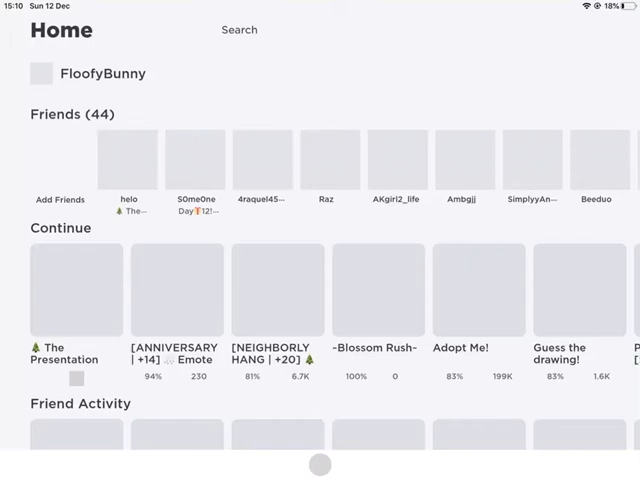 15:10 Sun 12 Dec 18%
Home Search
FloofyBunny
Friends (44)
Add Friends helo S0me0ne 4raquel45... Raz AKgirl2_life Ambgjj SimplyyAn... Beeduo
🌲 The... Day🎁12!...
Continue
🌲 The [ANNIVERSARY [NEIGHBORLY ~Blossom Rush~ Adopt Me! Guess the P
Presentation | +14] Emote HANG | +20] 🌲 drawing! [
94% 230 81% 6.7K 100% 0 83% 199K 83% 1.6K
Friend Activity